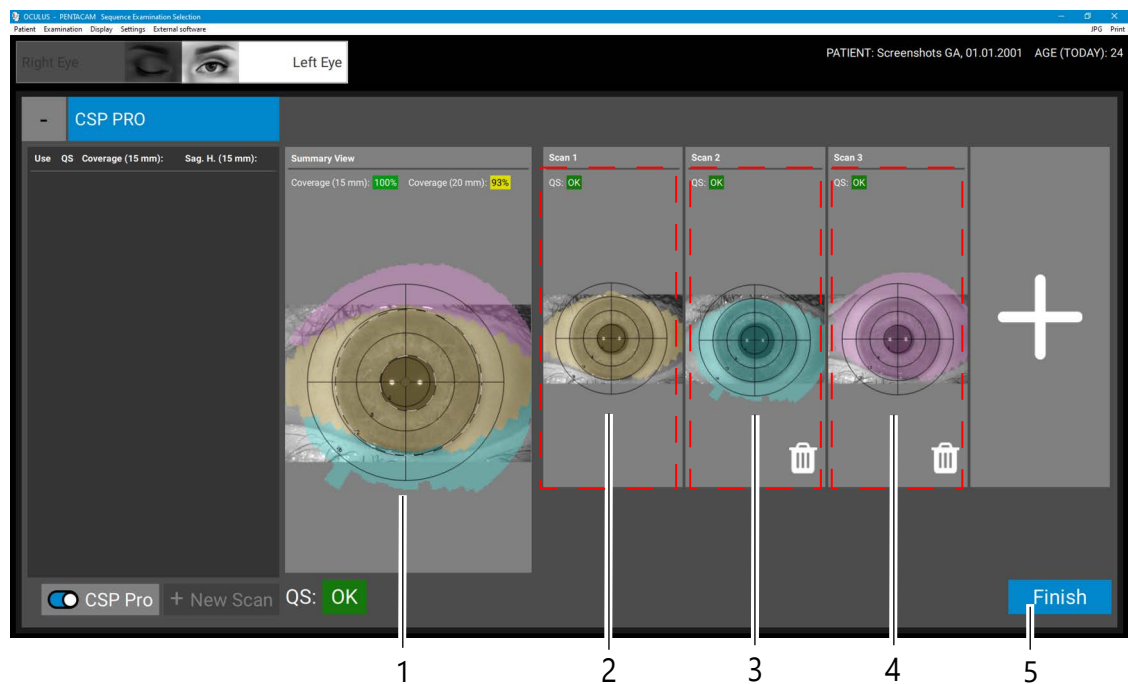 OCULUS - PENTACAM Sequence Examination Selection
Patient Examination Display Settings External software JPG Print
Right Eye Left Eye PATIENT: Screenshots GA, 01.01.2001 AGE (TODAY): 24
- CSP PRO
Use QS Coverage (15 mm): Sag. H. (15 mm): Summary View Scan 1 Scan 2 Scan 3
Coverage (15 mm): 100% Coverage (20 mm): 93% QS: OK QS: OK QS: OK
CSP Pro + New Scan QS: OK Finish
1 2 3 4 5